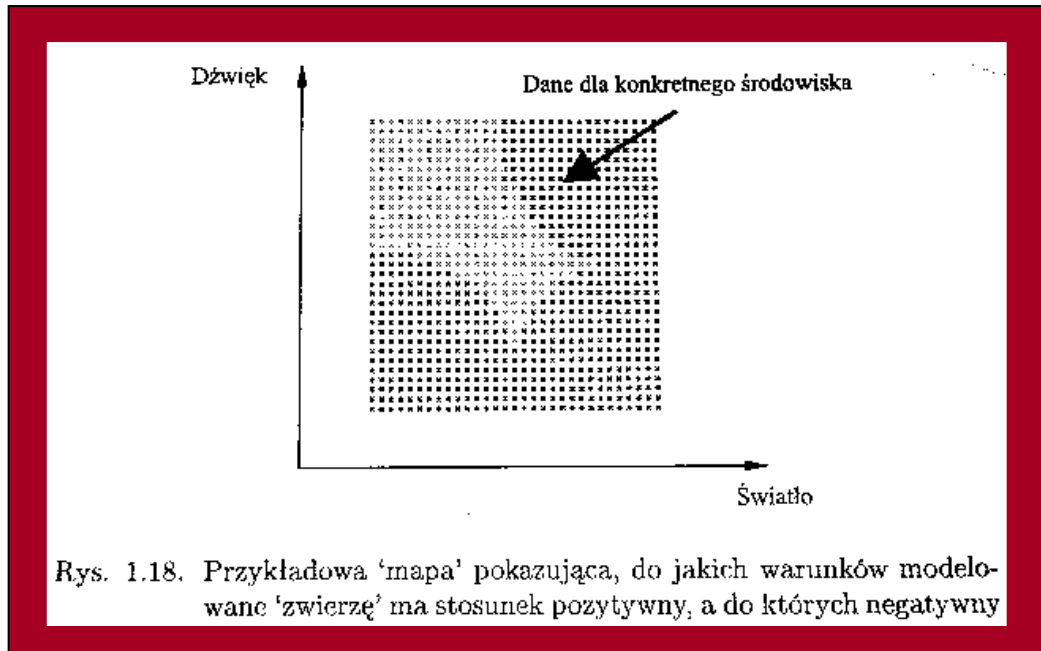 Dźwięk
Dane dla konkretnego środowiska
Światło
Rys. 1.18. Przykładowa ‘mapa’ pokazująca, do jakich warunków modelo-
wane ‘zwierzę’ ma stosunek pozytywny, a do których negatywny